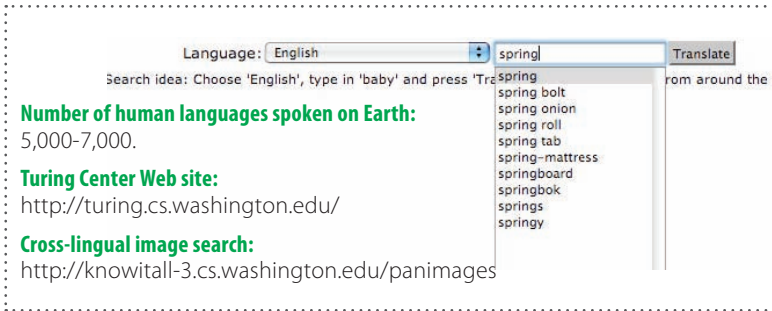 Language: English spring Translate
Search idea: Choose 'English', type in 'baby' and press 'Tra rom around the
spring
spring bolt
spring onion
spring roll
spring tab
spring-mattress
springboard
springbok
springs
springy
Number of human languages spoken on Earth:
5,000-7,000.
Turing Center Web site:
http://turing.cs.washington.edu/
Cross-lingual image search:
http://knowitall-3.cs.washington.edu/panimages